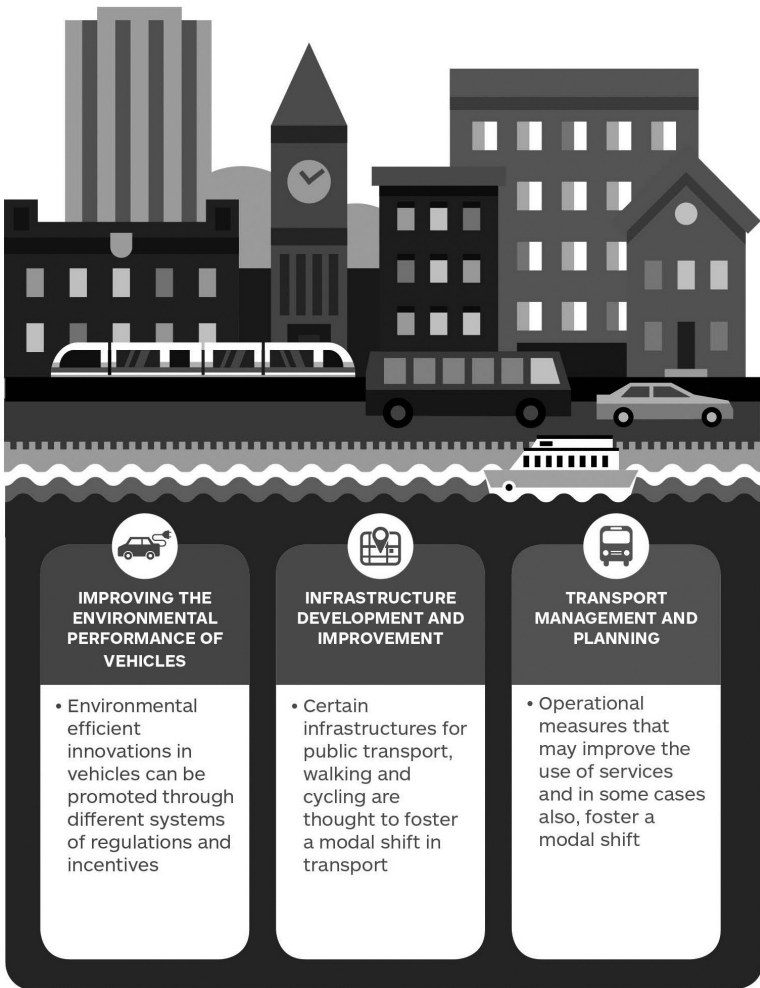 IMPROVING THE
ENVIRONMENTAL
PERFORMANCE OF
VEHICLES
• Environmental
efficient
innovations in
vehicles can be
promoted through
different systems
of regulations and
incentives
INFRASTRUCTURE
DEVELOPMENT AND
IMPROVEMENT
• Certain
infrastructures for
public transport,
walking and
cycling are
thought to foster
a modal shift in
transport
TRANSPORT
MANAGEMENT AND
PLANNING
• Operational
measures that
may improve the
use of services
and in some cases
also, foster a
modal shift